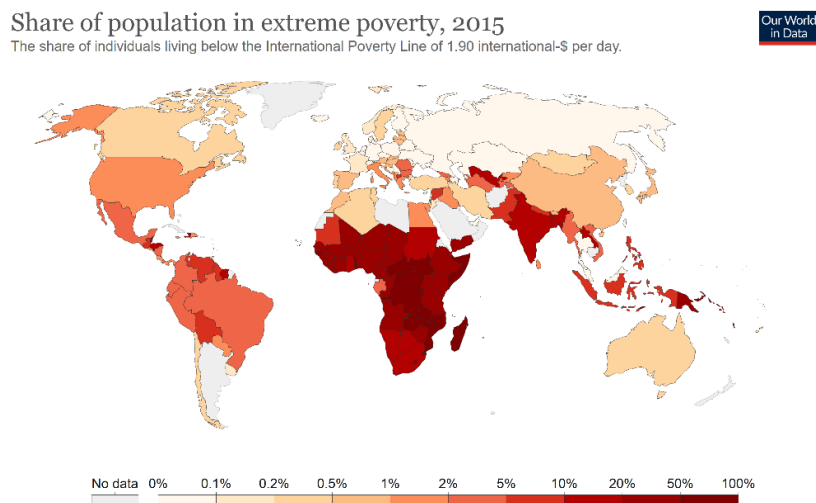 Share of population in extreme poverty, 2015
The share of individuals living below the International Poverty Line of 1.90 international-$ per day.
Our World
in Data
No data 0% 0.1% 0.2% 0.5% 1% 2% 5% 10% 20% 50% 100%